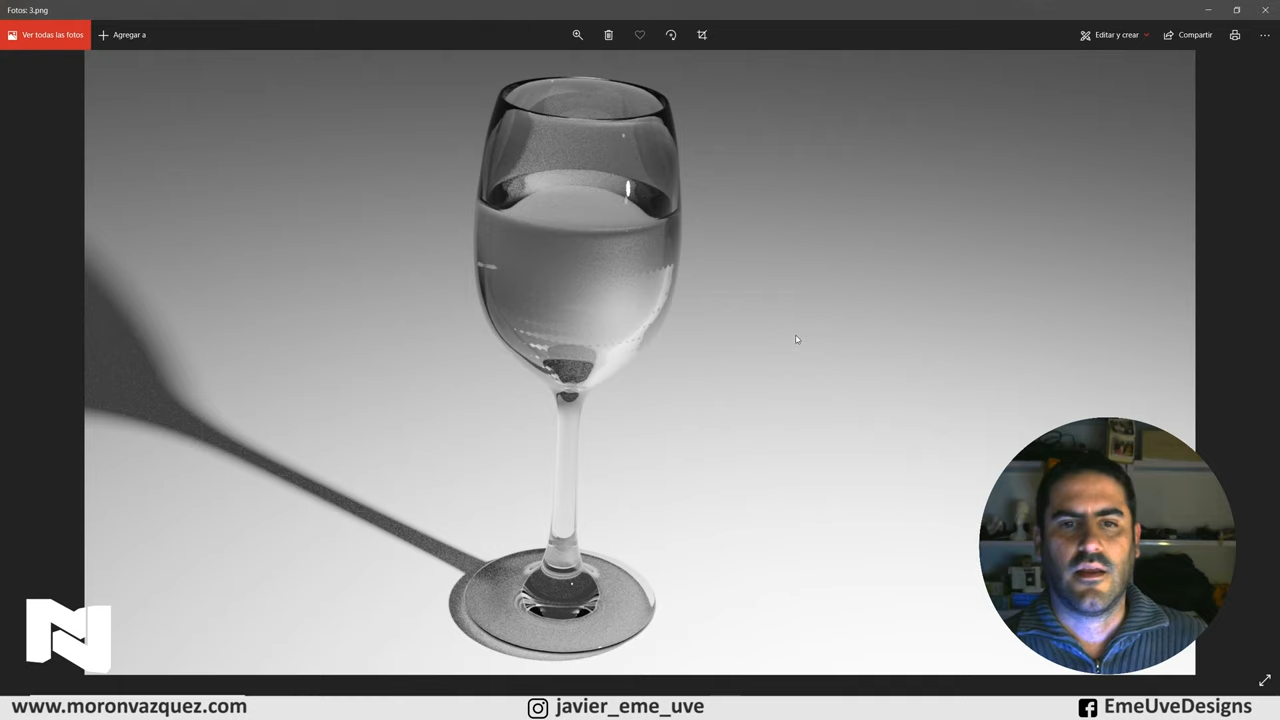 Fotos: 3.png
Ver todas las fotos
Agregar a
Editar y crear
Compartir
www.moronvazquez.com
javier_eme_uve
EmeUveDesigns